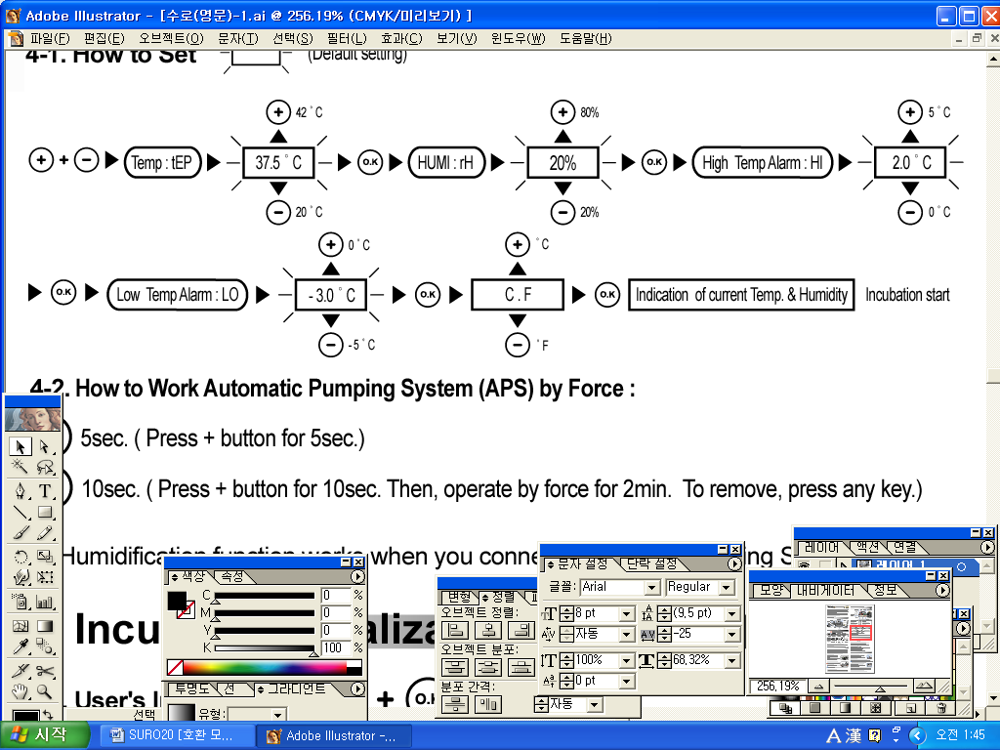 Adobe Illustrator - [수로(명문)-1.ai @ 256.19% (CMYK/미리보기) ]
파일(F) 편집(E) 오브젝트(O) 문자(T) 선택(S) 필터(L) 효과(C) 보기(V) 윈도우(W) 도움말(H)
4-1. How to Set (Default setting)
42°C 80% 5°C
+ + - Temp : tEP 37.5°C O.K HUMI : rH 20% O.K High Temp Alarm : HI 2.0°C
20°C 20% 0°C
0°C °C
O.K Low Temp Alarm : LO -3.0°C O.K C . F O.K Indication of current Temp. & Humidity Incubation start
-5°C °F
4-2. How to Work Automatic Pumping System (APS) by Force :
5sec. ( Press + button for 5sec.)
10sec. ( Press + button for 10sec. Then, operate by force for 2min. To remove, press any key.)
Humidification function works when you conne
레이어 액션 연결
레이어 1
색상 속성
C 0 %
M 0 %
Y 0 %
K 100 %
투명도 선 그라디언트
유형:
선택
변형 정렬
오브젝트 정렬:
오브젝트 분포:
분포 간격:
자동
문자 설정 단락 설정
글꼴: Arial Regular
8 pt (9,5 pt)
자동 -25
100% 68,32%
0 pt
모양 내비게이터 정보
256,19%
Incu aliza
User's I + O.K
시작 SURO20 [호환 모... Adobe Illustrator -... A 漢 오전 1:45